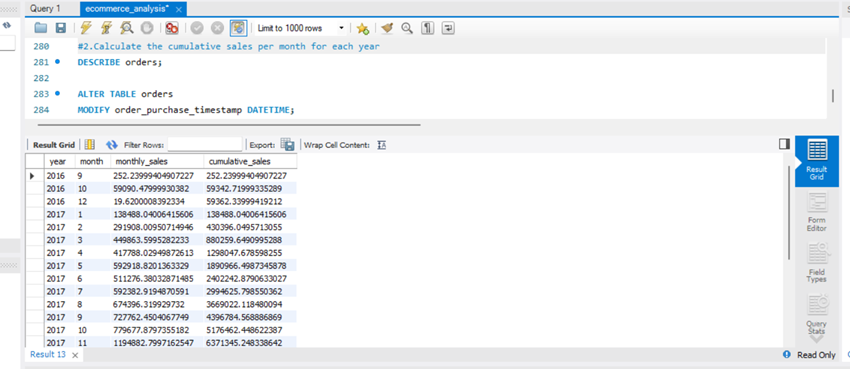 Query 1
ecommerce_analysis*
Limit to 1000 rows
280 #2.Calculate the cumulative sales per month for each year
281 DESCRIBE orders;
282
283 ALTER TABLE orders
284 MODIFY order_purchase_timestamp DATETIME;
Result Grid Filter Rows: Export: Wrap Cell Content:
year month monthly_sales cumulative_sales
2016 9 252.23999404907227 252.23999404907227
2016 10 59090.47999930382 59342.71999335289
2016 12 19.6200008392334 59362.33999419212
2017 1 138488.04006415606 138488.04006415606
2017 2 291908.00950714946 430396.0495713055
2017 3 449863.5995282233 880259.6490995288
2017 4 417788.02949872613 1298047.678598255
2017 5 592918.8201363329 1890966.4987345878
2017 6 511276.38032871485 2402242.8790633027
2017 7 592382.9194870591 2994625.798550362
2017 8 674396.319929732 3669022.118480094
2017 9 727762.4504067749 4396784.568886869
2017 10 779677.8797355182 5176462.448622387
2017 11 1194882.7997162547 6371345.248338642
Result
Grid
Form
Editor
Field
Types
Query
Stats
Result 13
Read Only